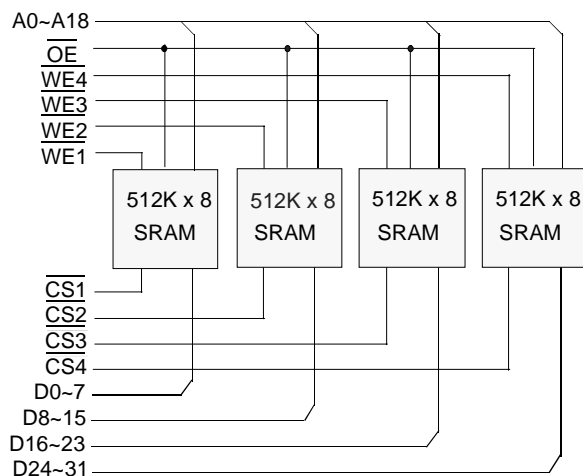 A0~A18
OE
WE4
WE3
WE2
WE1
512K x 8
SRAM
512K x 8
SRAM
512K x 8
SRAM
512K x 8
SRAM
CS1
CS2
CS3
CS4
D0~7
D8~15
D16~23
D24~31